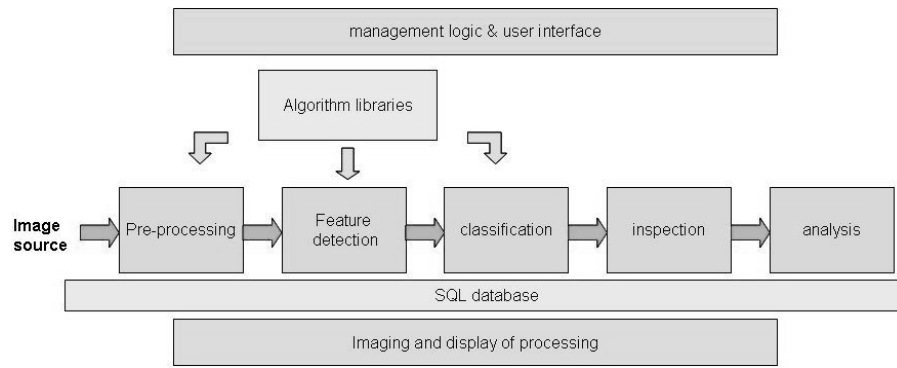 management logic & user interface
Algorithm libraries
Image
source
Pre-processing
Feature
detection
classification
inspection
analysis
SQL database
Imaging and display of processing